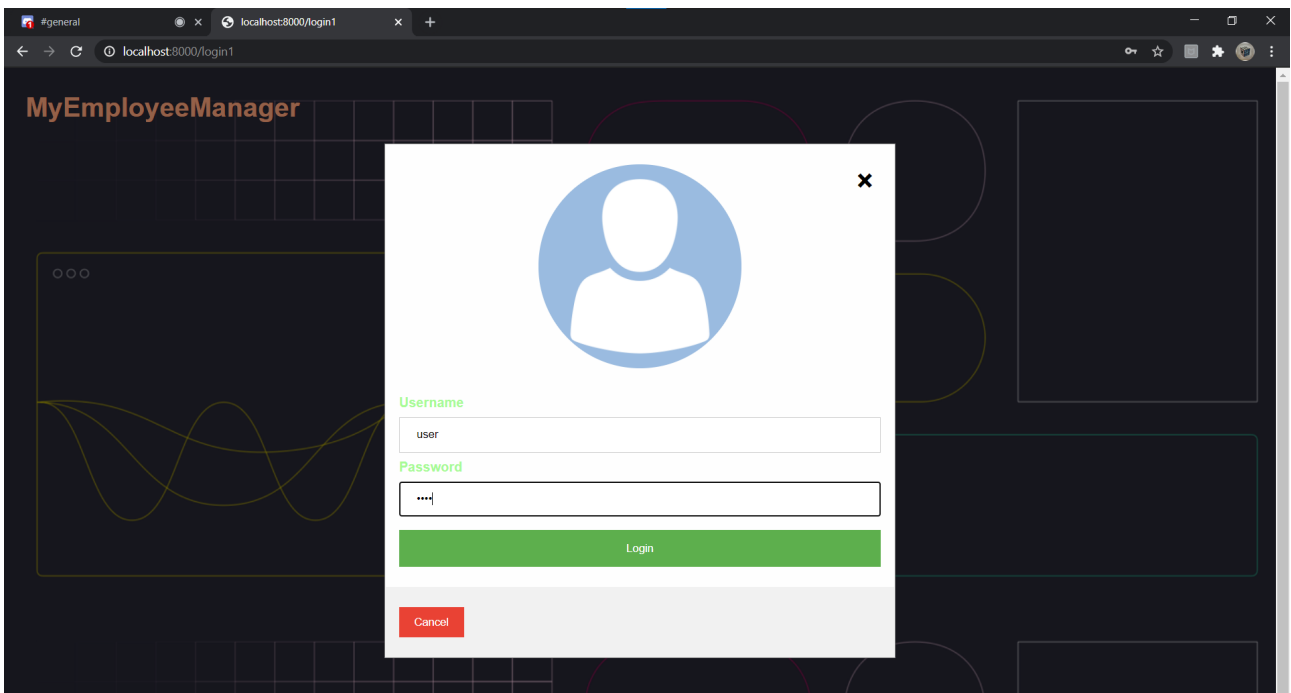 #general
localhost:8000/login1
localhost:8000/login1
MyEmployeeManager
Username
user
Password
••••
Login
Cancel